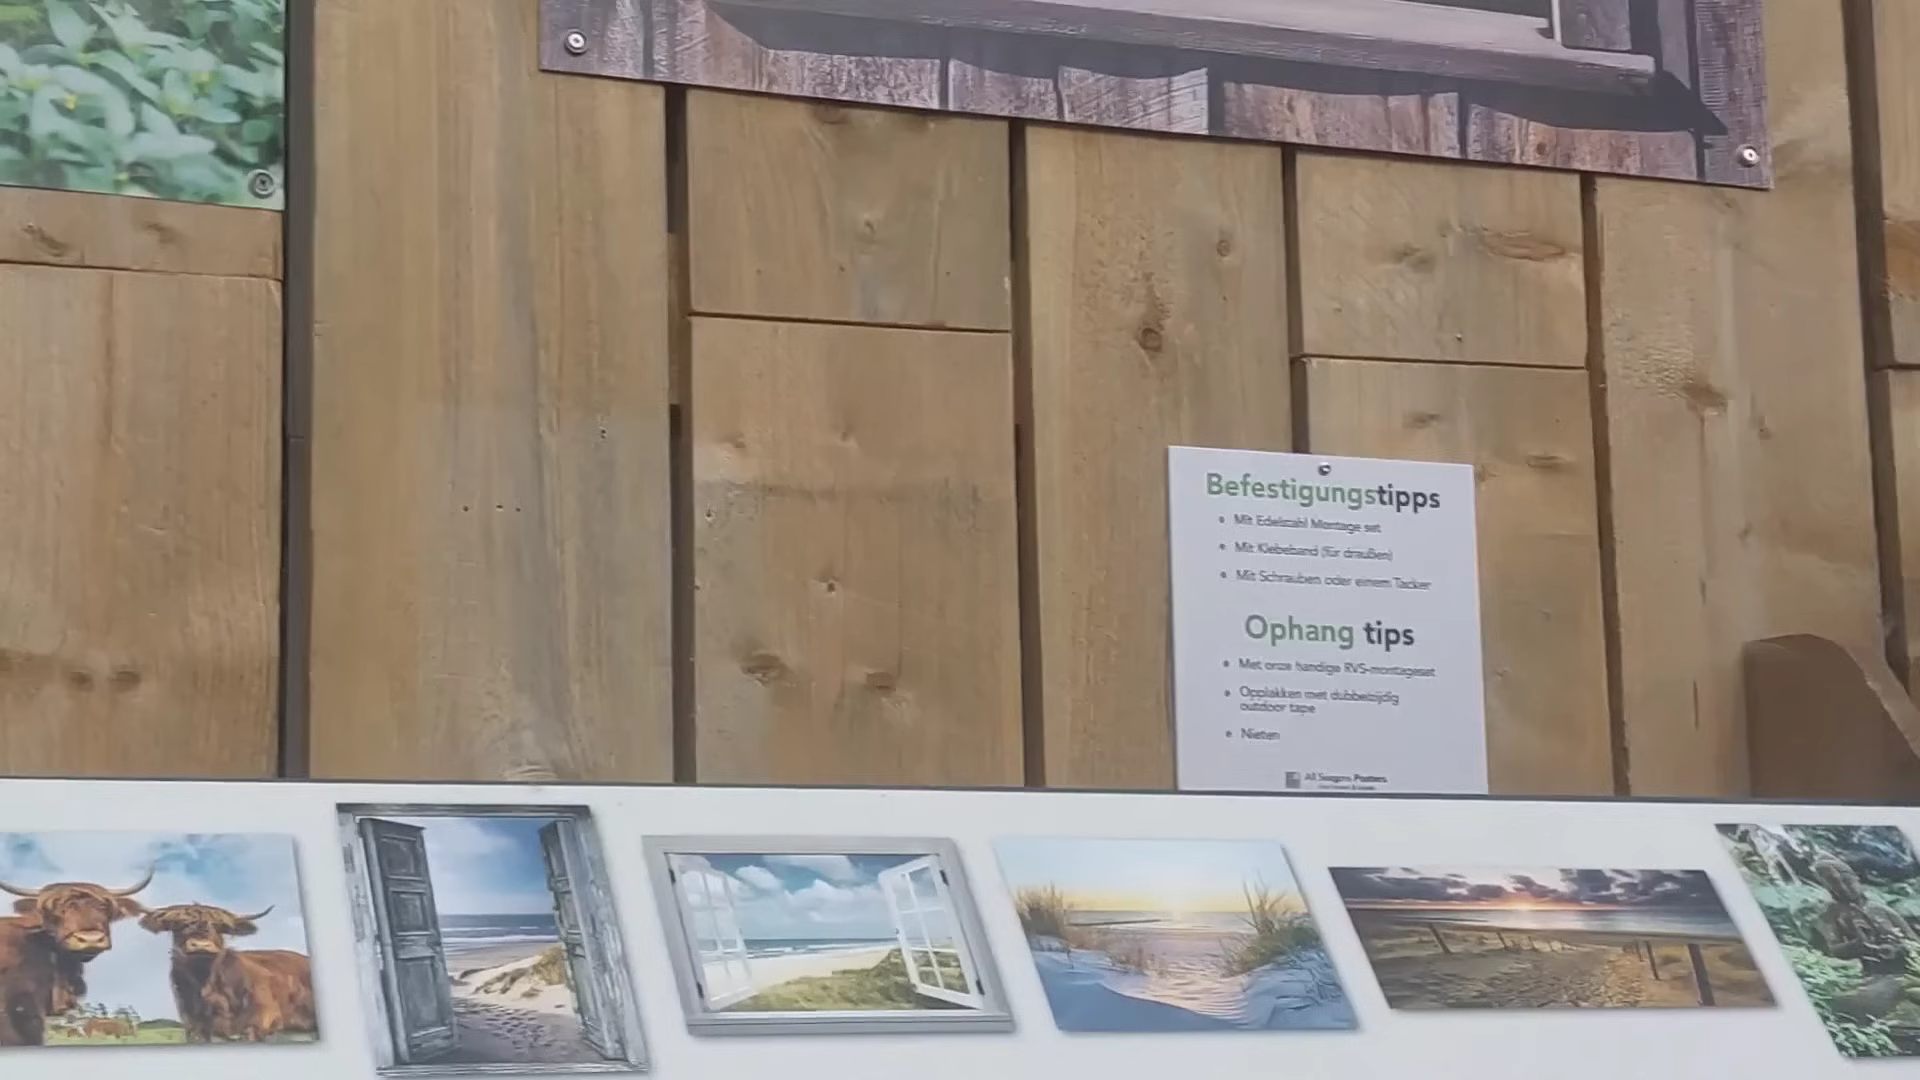 Befestigungstipps
Mit Edelstahl Montage set
Mit Klebeband (für draußen)
Mit Schrauben oder einem Tacker
Ophang tips
Met onze handige RVS-montageset
Opplakken met dubbelzijdig
outdoor tape
Nieten
All Seasons Posters